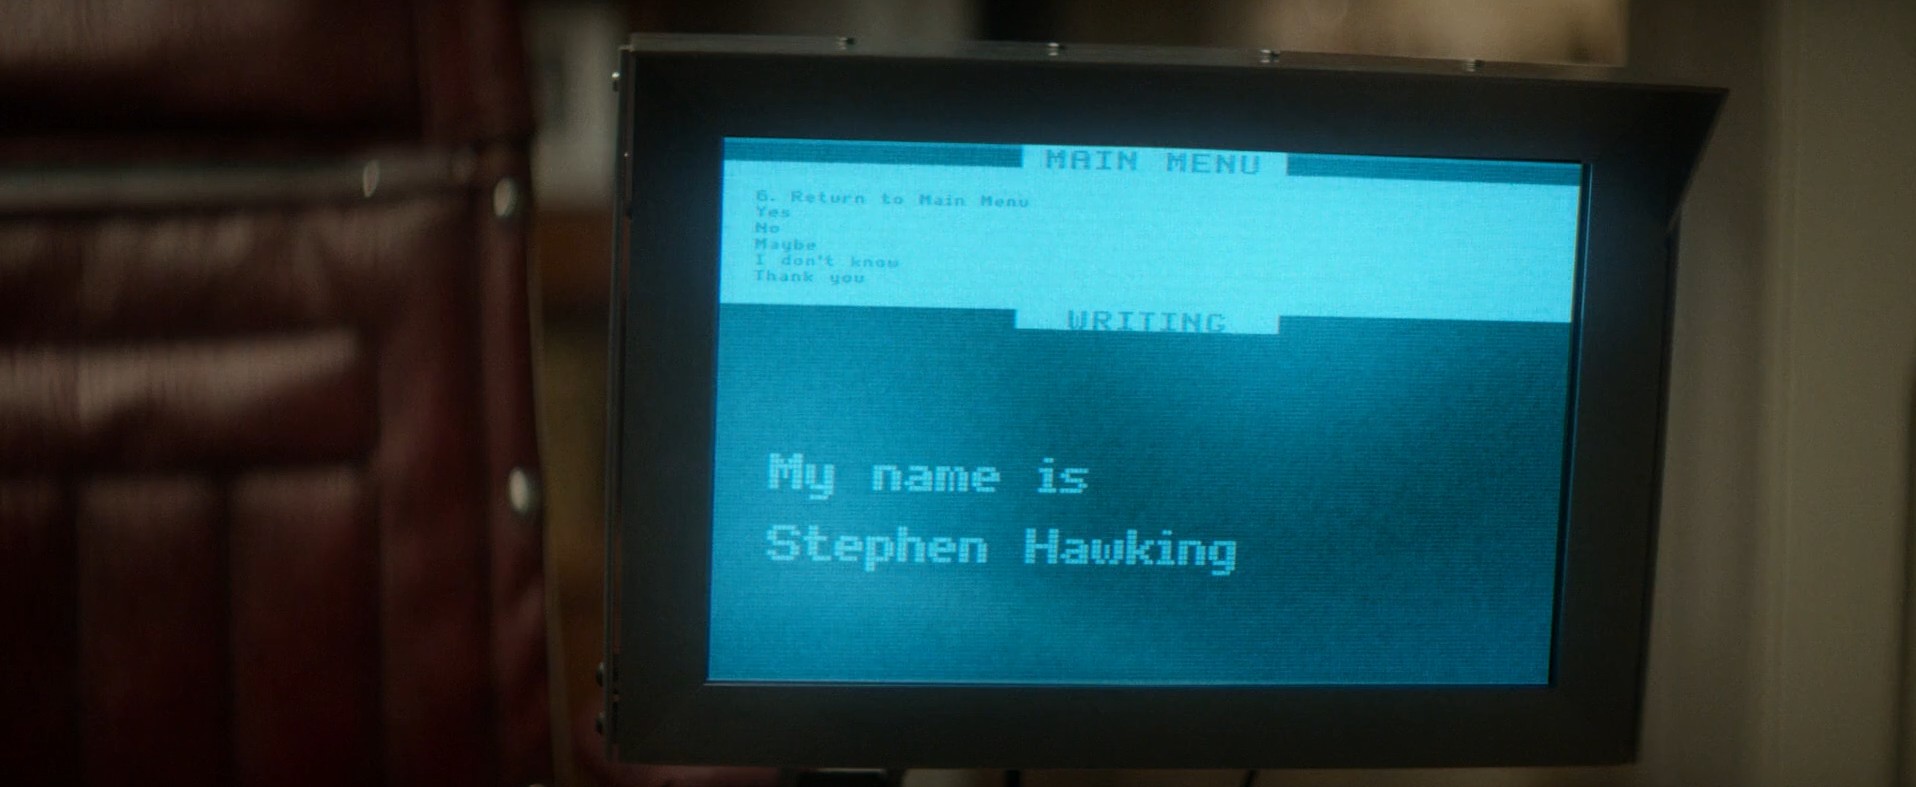 MAIN MENU
6. Return to Main Menu
Yes
No
Maybe
I don't know
Thank you
WRITING
My name is
Stephen Hawking